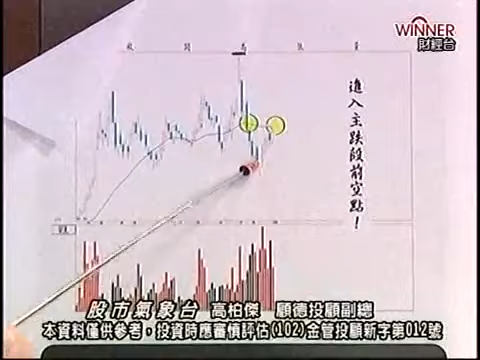 WINNER
財經台
進入主跌段前空點！
股市氣象台 高柏傑 顧德投顧副總
本資料僅供參考，投資時應審慎評估(102)金管投顧新字第012號